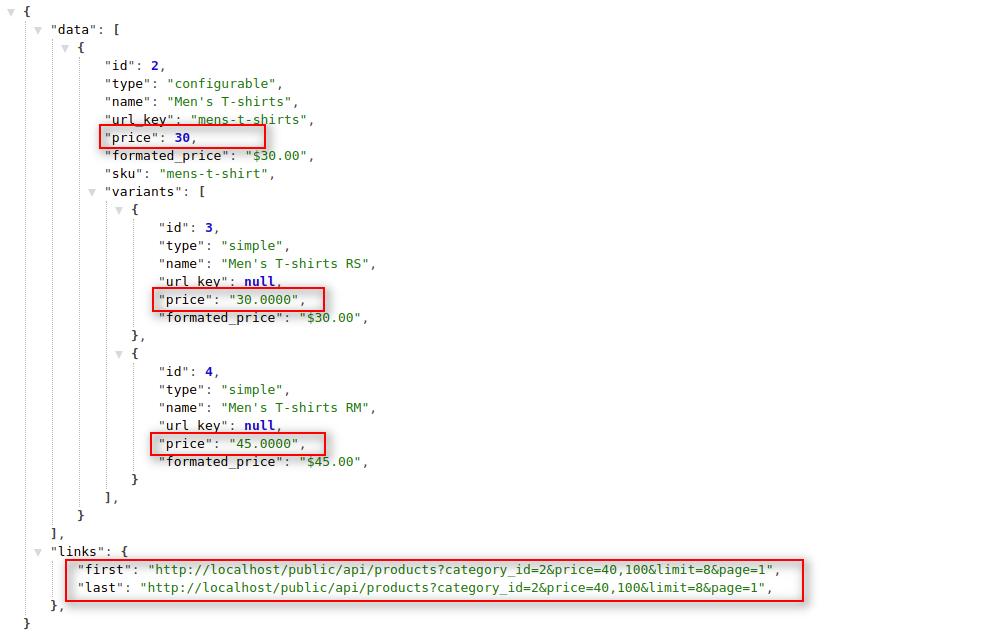 {
"data": [
{
"id": 2,
"type": "configurable",
"name": "Men's T-shirts",
"url_key": "mens-t-shirts",
"price": 30,
"formated_price": "$30.00",
"sku": "mens-t-shirt",
"variants": [
{
"id": 3,
"type": "simple",
"name": "Men's T-shirts RS",
"url_key": null,
"price": "30.0000",
"formated_price": "$30.00",
},
{
"id": 4,
"type": "simple",
"name": "Men's T-shirts RM",
"url_key": null,
"price": "45.0000",
"formated_price": "$45.00",
}
],
}
],
"links": {
"first": "http://localhost/public/api/products?category_id=2&price=40,100&limit=8&page=1",
"last": "http://localhost/public/api/products?category_id=2&price=40,100&limit=8&page=1",
},
}